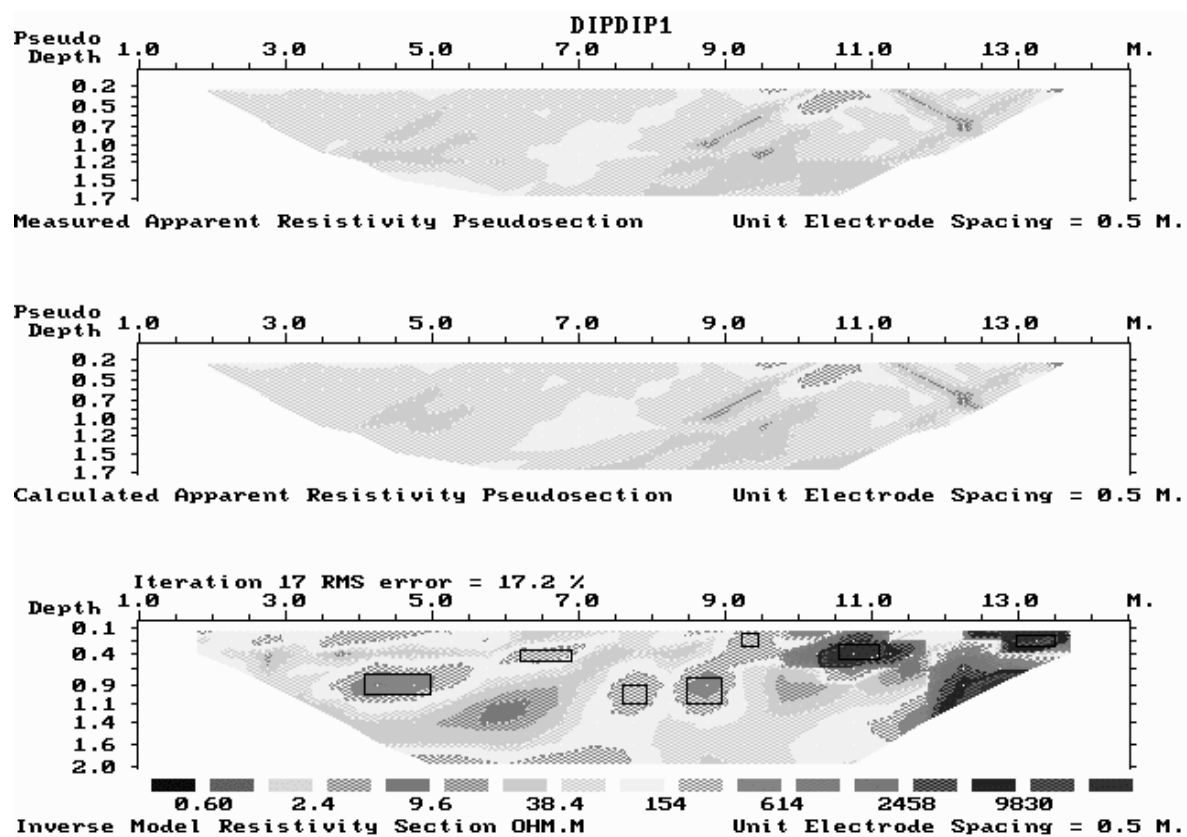 DIPDIP1
Pseudo
Depth 1.0 3.0 5.0 7.0 9.0 11.0 13.0 M.
0.2
0.5
0.7
1.0
1.2
1.5
1.7
Measured Apparent Resistivity Pseudosection Unit Electrode Spacing = 0.5 M.
Pseudo
Depth 1.0 3.0 5.0 7.0 9.0 11.0 13.0 M.
0.2
0.5
0.7
1.0
1.2
1.5
1.7
Calculated Apparent Resistivity Pseudosection Unit Electrode Spacing = 0.5 M.
Iteration 17 RMS error = 17.2 %
Depth 1.0 3.0 5.0 7.0 9.0 11.0 13.0 M.
0.1
0.4
0.9
1.1
1.4
1.6
2.0
0.60 2.4 9.6 38.4 154 614 2458 9830
Inverse Model Resistivity Section OHM.M Unit Electrode Spacing = 0.5 M.